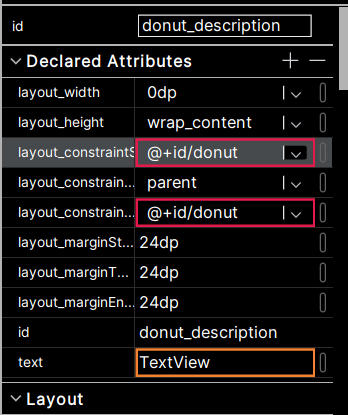 id donut_description
Declared Attributes
layout_width 0dp
layout_height wrap_content
layout_constraintS @+id/donut
layout_constrain... parent
layout_constrain... @+id/donut
layout_marginSt... 24dp
layout_marginT... 24dp
layout_marginEn... 24dp
id donut_description
text TextView
Layout